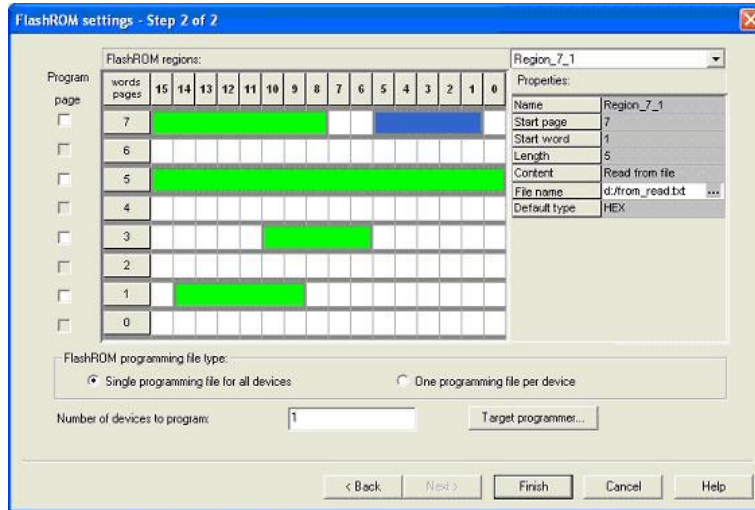 FlashROM settings - Step 2 of 2
FlashROM regions:
Region_7_1
Program page
words pages 15 14 13 12 11 10 9 8 7 6 5 4 3 2 1 0
7
6
5
4
3
2
1
0
Properties:
Name Region_7_1
Start page 7
Start word 1
Length 5
Content Read from file
File name d:/from_read.txt ...
Default type HEX
FlashROM programming file type:
Single programming file for all devices One programming file per device
Number of devices to program: 1 Target programmer...
< Back Next > Finish Cancel Help